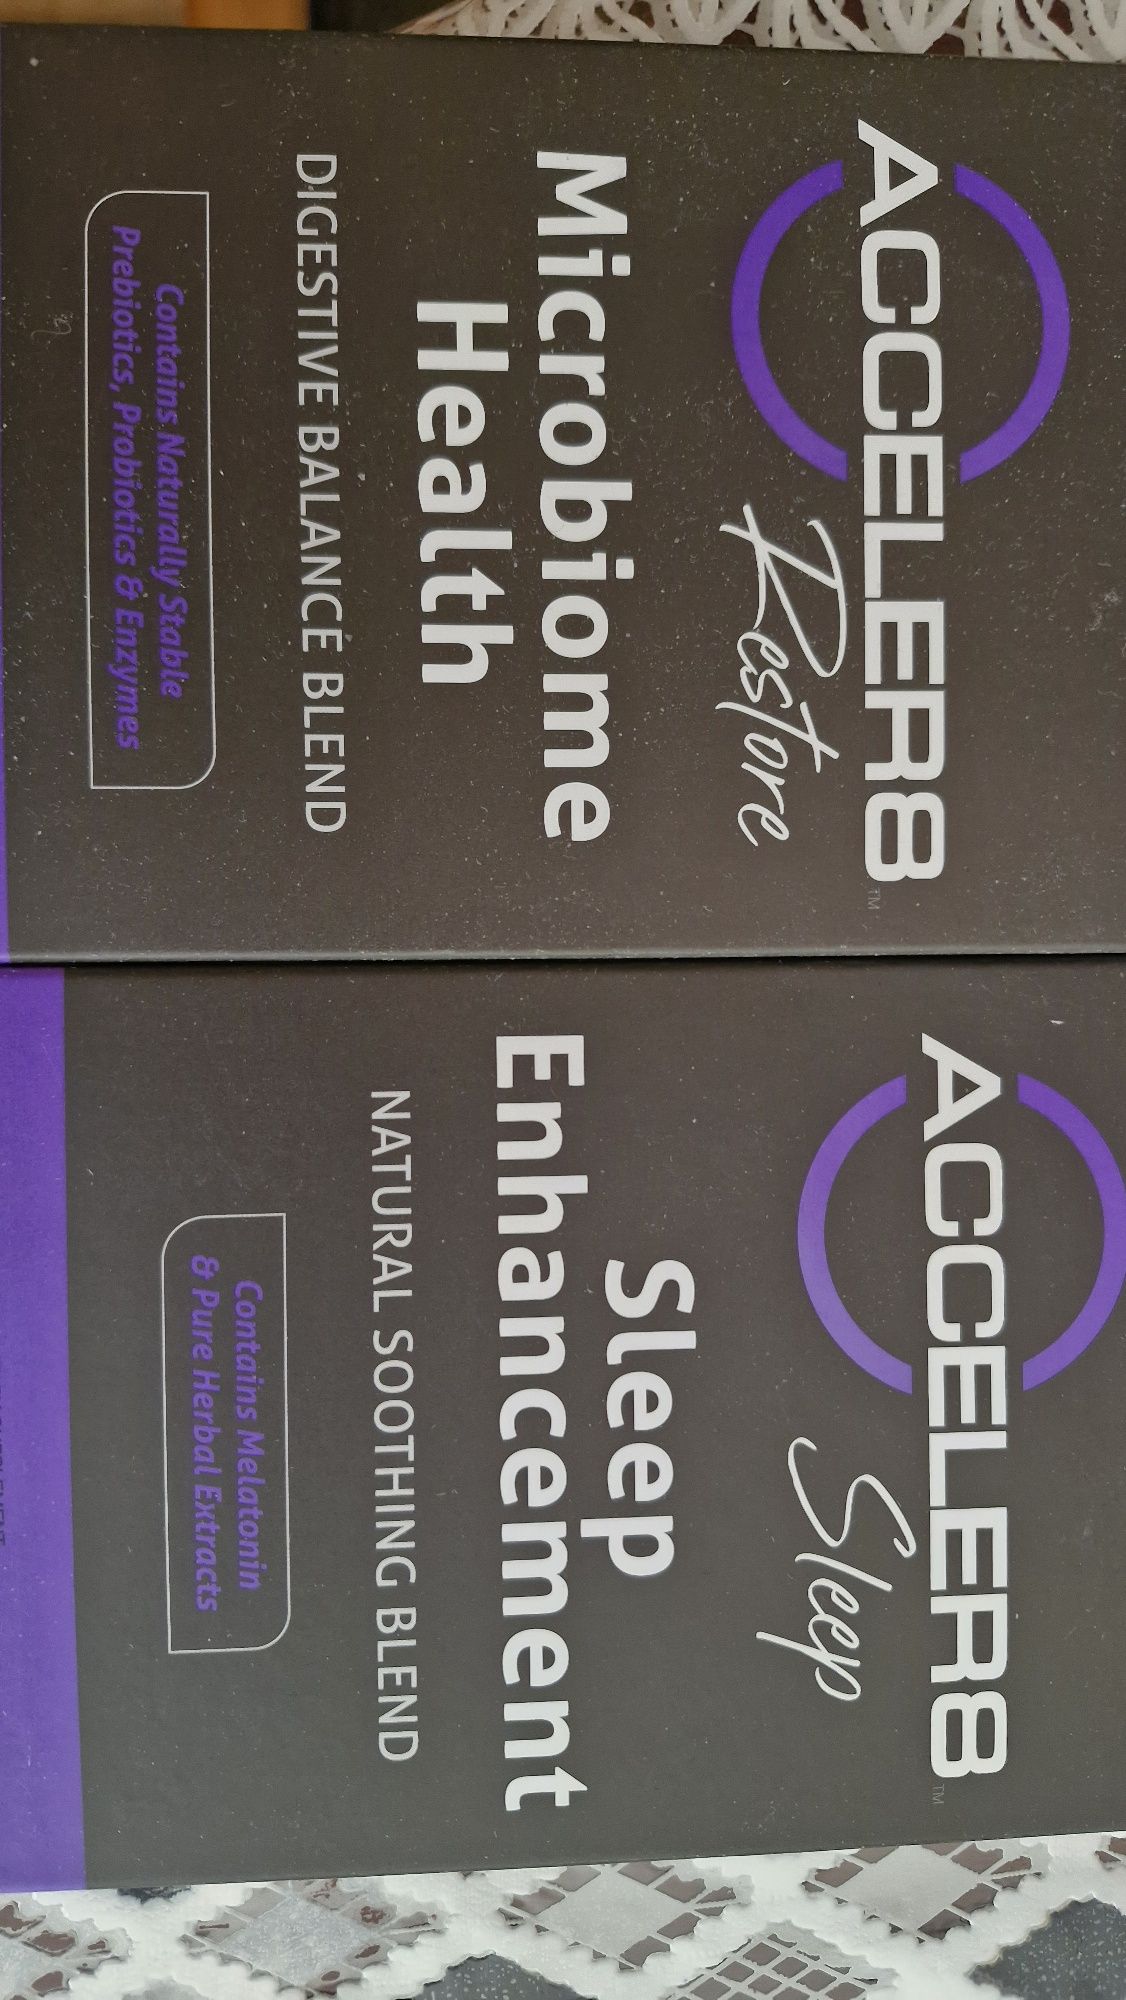 ACCELER8™
Restore
Microbiome
Health
DIGESTIVE BALANCE BLEND
Contains Naturally Stable
Prebiotics, Probiotics & Enzymes
ACCELER8™
Sleep
Sleep
Enhancement
NATURAL SOOTHING BLEND
Contains Melatonin
& Pure Herbal Extracts